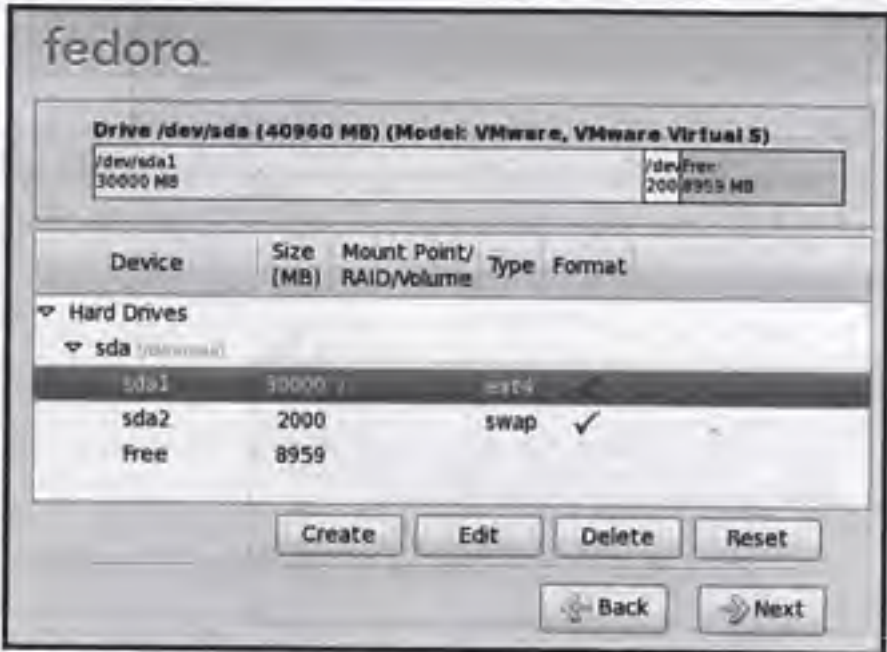 fedora
Drive /dev/sda (40960 MB) (Model: VMware, VMware Virtual S)
/dev/sda1
30000 MB
/dev
200
Free
8959 MB
Device
Size (MB)
Mount Point/ RAID/Volume
Type
Format
Hard Drives
sda
sda1 30000 / ext4 ✓
sda2 2000 swap ✓
Free 8959
Create Edit Delete Reset
Back Next